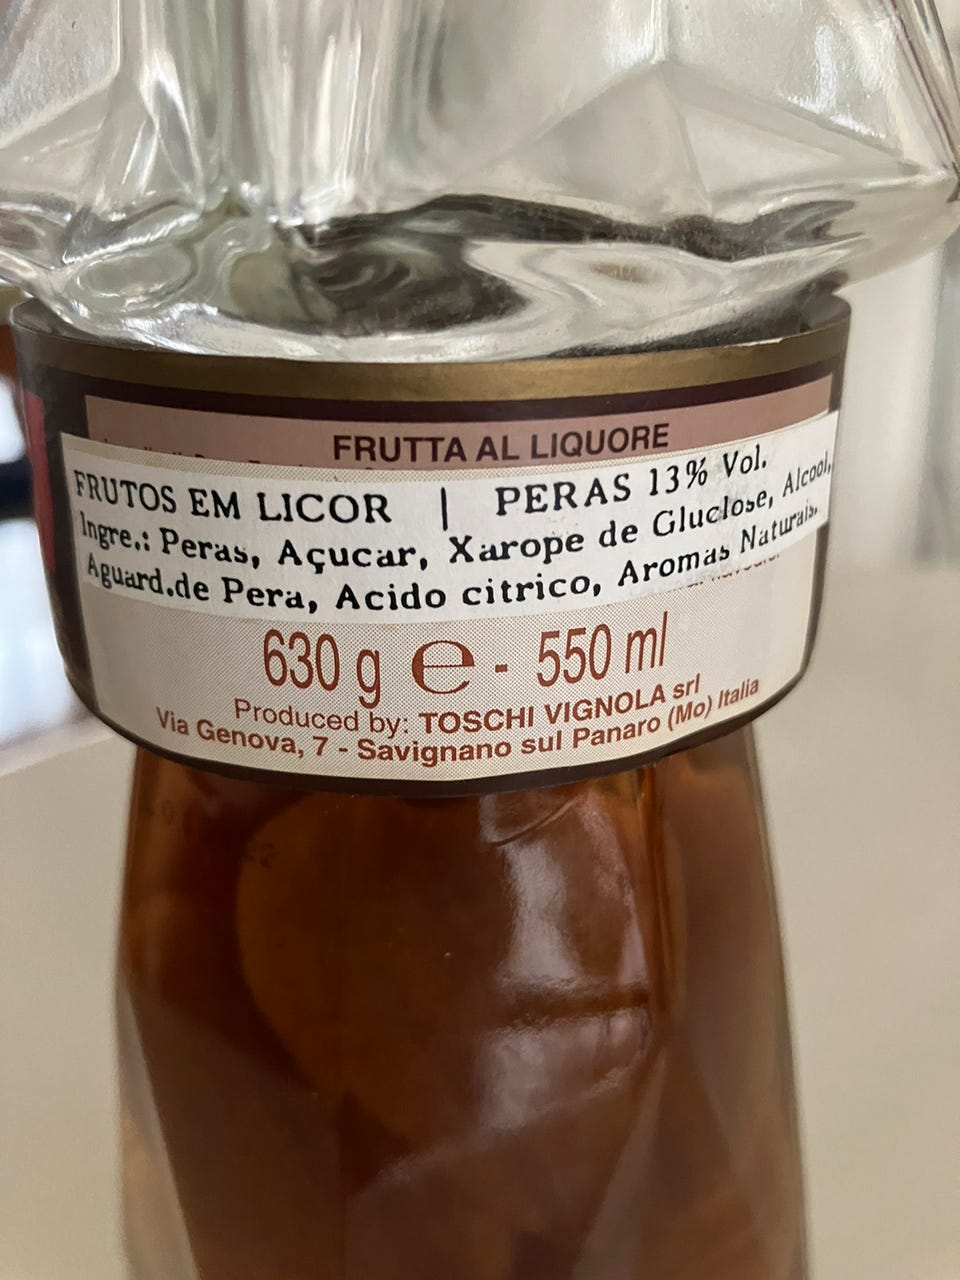 FRUTTA AL LIQUORE
FRUTOS EM LICOR | PERAS 13% Vol.
Ingre.: Peras, Açucar, Xarope de Gluclose, Alcool,
Aguard.de Pera, Acido citrico, Aromas Naturais.
630 g e - 550 ml
Produced by: TOSCHI VIGNOLA srl
Via Genova, 7 - Savignano sul Panaro (Mo) Italia